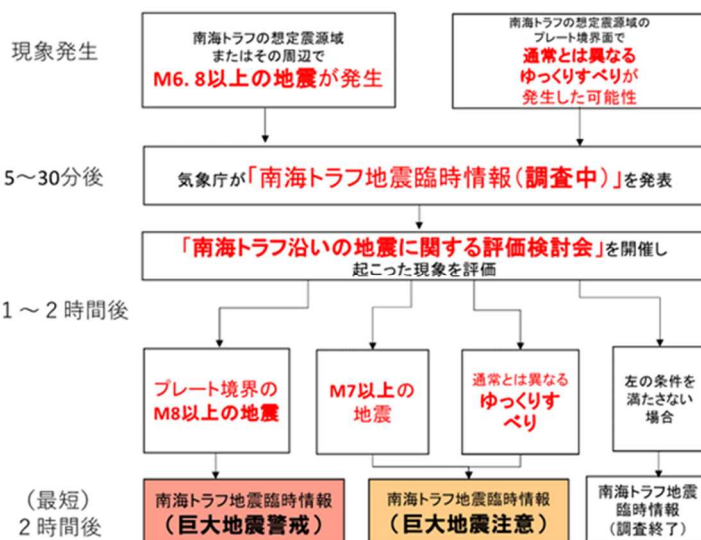 現象発生
南海トラフの想定震源域
またはその周辺で
M6.8以上の地震が発生
南海トラフの想定震源域の
プレート境界面で
通常とは異なる
ゆっくりすべりが
発生した可能性
5～30分後
気象庁が「南海トラフ地震臨時情報(調査中)」を発表
「南海トラフ沿いの地震に関する評価検討会」を開催し
起こった現象を評価
1～2時間後
プレート境界の
M8以上の地震
M7以上の
地震
通常とは異なる
ゆっくりす
べり
左の条件を
満たさない
場合
(最短)
2時間後
南海トラフ地震臨時情報
(巨大地震警戒)
南海トラフ地震臨時情報
(巨大地震注意)
南海トラフ地震
臨時情報
(調査終了)